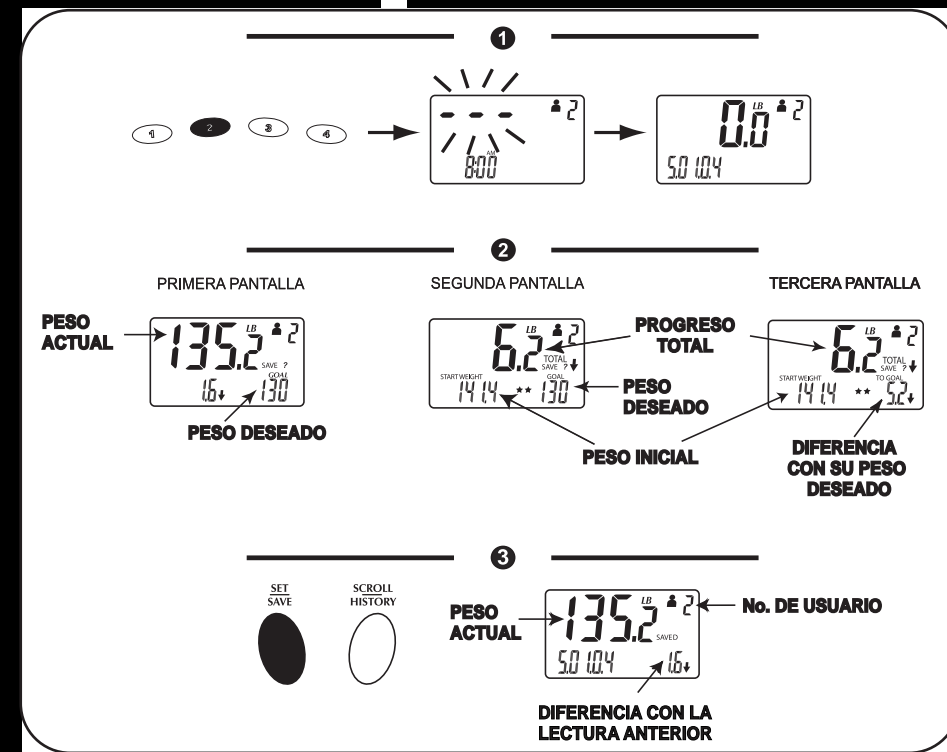 1
1 2 3 4
- - - 2
AM
8:00
LB 2
0.0
5.01.0.4
2
PRIMERA PANTALLA
PESO
ACTUAL
LB 2
135.2
SAVE ?
GOAL
1.6 130
PESO DESEADO
SEGUNDA PANTALLA
LB 2
6.2
TOTAL
SAVE ?
START WEIGHT GOAL
141.4 ★★ 130
PROGRESO
TOTAL
PESO
DESEADO
PESO INICIAL
TERCERA PANTALLA
LB 2
6.2
TOTAL
SAVE ?
START WEIGHT TO GOAL
141.4 ★★ 5.2
DIFERENCIA
CON SU PESO
DESEADO
3
SET
SAVE
SCROLL
HISTORY
PESO
ACTUAL
LB 2
135.2
SAVED
5.01.0.4 1.6
No. DE USUARIO
DIFERENCIA CON LA
LECTURA ANTERIOR